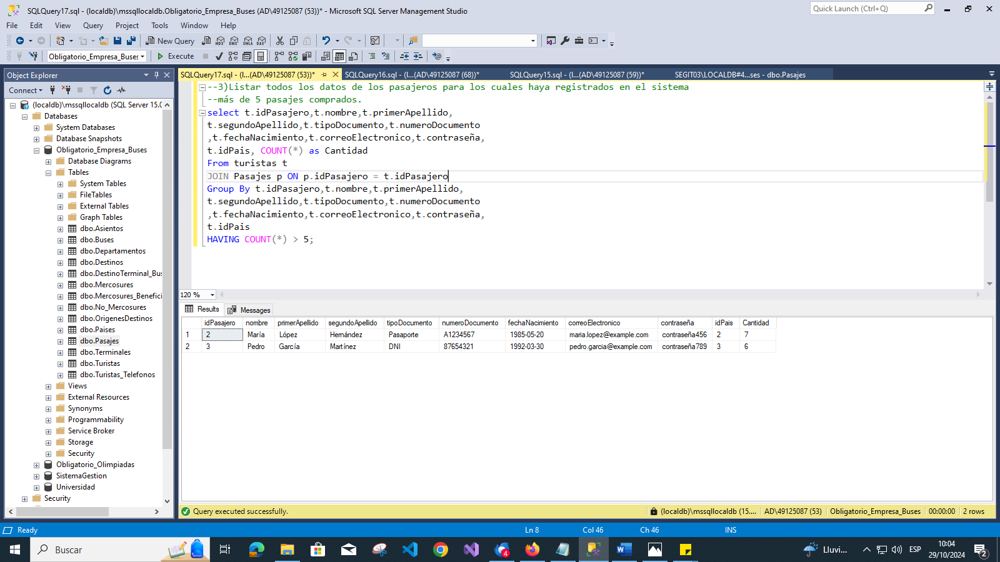 SQLQuery17.sql - (localdb)\mssqllocaldb.Obligatorio_Empresa_Buses (AD\49125087 (53))* - Microsoft SQL Server Management Studio
Quick Launch (Ctrl+Q)
File Edit View Query Project Tools Window Help
New Query MDX DMX XMLA DAX
Obligatorio_Empresa_Buses Execute
Object Explorer
Connect
(localdb)\mssqllocaldb (SQL Server 15.0
Databases
System Databases
Database Snapshots
Obligatorio_Empresa_Buses
Database Diagrams
Tables
System Tables
FileTables
External Tables
Graph Tables
dbo.Asientos
dbo.Buses
dbo.Departamentos
dbo.Destinos
dbo.DestinoTerminal_Bus
dbo.Mercosures
dbo.Mercosures_Benefici
dbo.No_Mercosures
dbo.OrigenesDestinos
dbo.Paises
dbo.Pasajes
dbo.Terminales
dbo.Turistas
dbo.Turistas_Telefonos
Views
External Resources
Synonyms
Programmability
Service Broker
Storage
Security
Obligatorio_Olimpiadas
SistemaGestion
Universidad
Security
SQLQuery17.sql - (l...(AD\49125087 (53))* SQLQuery16.sql - (l...(AD\49125087 (68))* SQLQuery15.sql - (l...(AD\49125087 (59))* SEGIT03\LOCALDB#4...ses - dbo.Pasajes
--3)Listar todos los datos de los pasajeros para los cuales haya registrados en el sistema
--más de 5 pasajes comprados.
select t.idPasajero,t.nombre,t.primerApellido,
t.segundoApellido,t.tipoDocumento,t.numeroDocumento
,t.fechaNacimiento,t.correoElectronico,t.contraseña,
t.idPais, COUNT(*) as Cantidad
From turistas t
JOIN Pasajes p ON p.idPasajero = t.idPasajero
Group By t.idPasajero,t.nombre,t.primerApellido,
t.segundoApellido,t.tipoDocumento,t.numeroDocumento
,t.fechaNacimiento,t.correoElectronico,t.contraseña,
t.idPais
HAVING COUNT(*) > 5;
120 %
Results Messages
idPasajero nombre primerApellido segundoApellido tipoDocumento numeroDocumento fechaNacimiento correoElectronico contraseña idPais Cantidad
1 2 María López Hernández Pasaporte A1234567 1985-05-20 maria.lopez@example.com contraseña456 2 7
2 3 Pedro García Martínez DNI 87654321 1992-03-30 pedro.garcia@example.com contraseña789 3 6
Query executed successfully. (localdb)\mssqllocaldb (15.... AD\49125087 (53) Obligatorio_Empresa_Buses 00:00:00 2 rows
Ready Ln 8 Col 46 Ch 46 INS
Buscar 4 Lluvi... ESP 10:04
29/10/2024 2